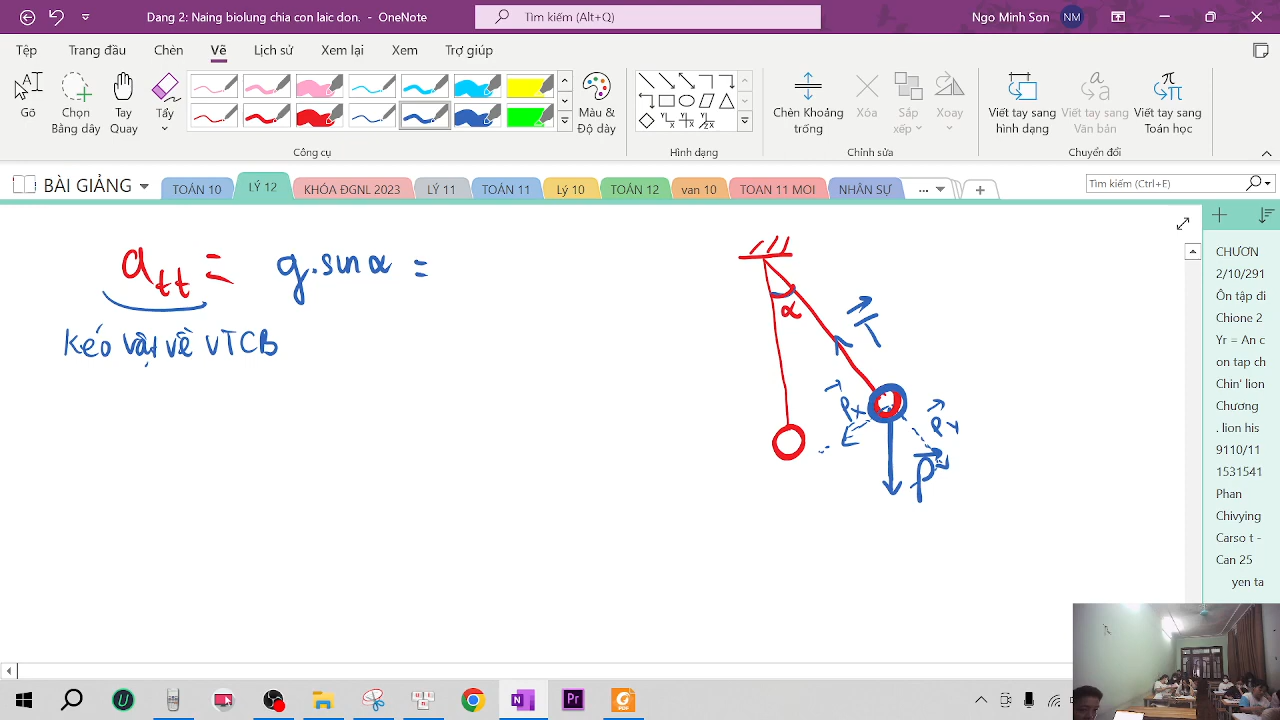 Dang 2: Naing biolung chia con laic don. - OneNote
Tìm kiếm (Alt+Q)
Ngo Minh Son
NM
Tệp
Trang đầu
Chèn
Vẽ
Lịch sử
Xem lại
Xem
Trợ giúp
Gõ
Chọn Bằng dây
Tay Quay
Tẩy
Màu & Độ dày
Chèn Khoảng trống
Xóa
Sắp xếp
Xoay
Viết tay sang hình dạng
Viết tay sang Văn bản
Viết tay sang Toán học
Công cụ
Hình dạng
Chỉnh sửa
Chuyển đổi
BÀI GIẢNG
TOÁN 10
LÝ 12
KHÓA ĐGNL 2023
LÝ 11
TOÁN 11
Lý 10
TOÁN 12
van 10
TOAN 11 MOI
NHÂN SỰ
...
Tìm kiếm (Ctrl+E)
a_tt = g.sinα =
Kéo vật về VTCB
α
T
Px
Py
P
CHƯƠN
2/10/291
Ôn tập di
Chione 2
Yr = An c
on tap ch
Chin' lion
Chương
. lion his
9110/11
1531541
Phan
Chivying
Carso t -
Can 25
yen ta